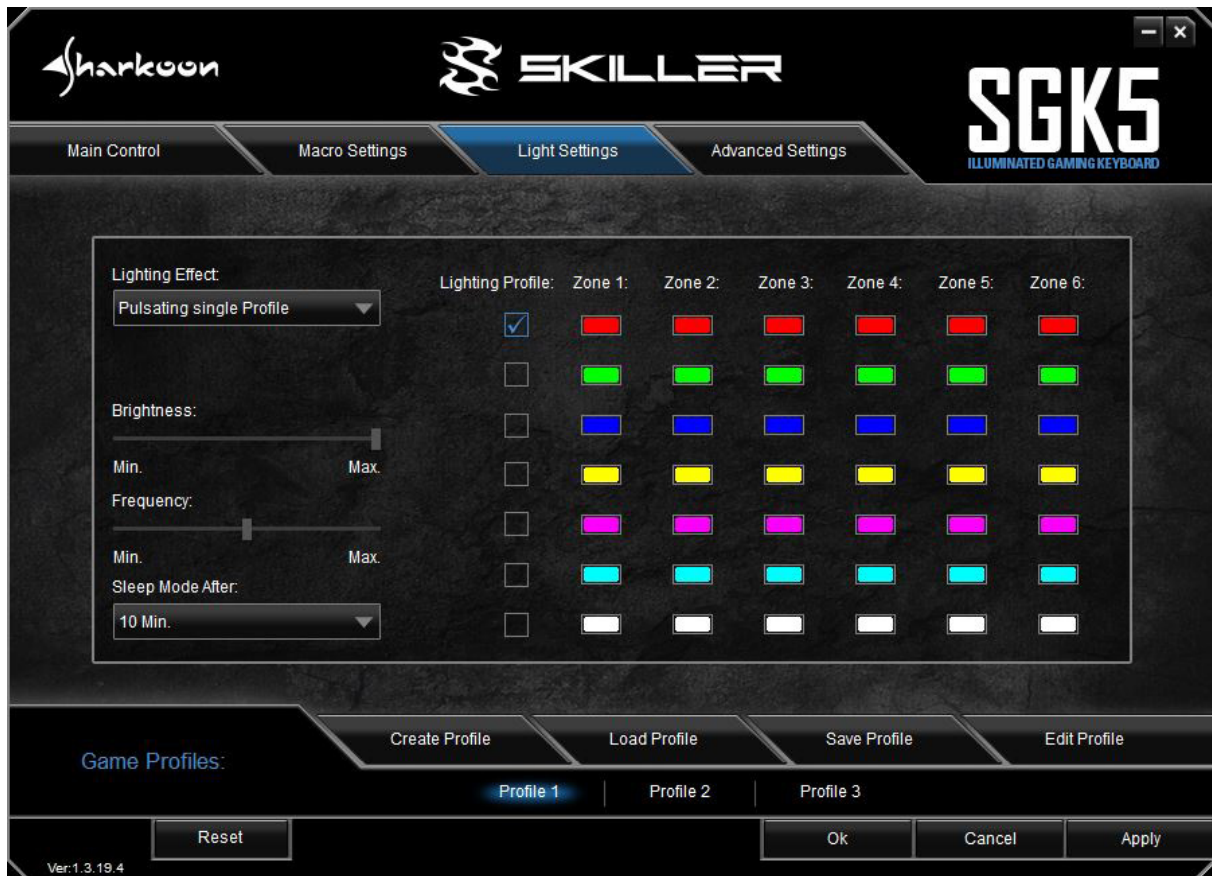 Sharkoon
SKILLER
SGK5
ILLUMINATED GAMING KEYBOARD
Main Control
Macro Settings
Light Settings
Advanced Settings
Lighting Effect:
Pulsating single Profile
Lighting Profile: Zone 1: Zone 2: Zone 3: Zone 4: Zone 5: Zone 6:
Brightness:
Min. Max.
Frequency:
Min. Max.
Sleep Mode After:
10 Min.
Game Profiles:
Create Profile
Load Profile
Save Profile
Edit Profile
Profile 1
Profile 2
Profile 3
Reset
Ok
Cancel
Apply
Ver:1.3.19.4